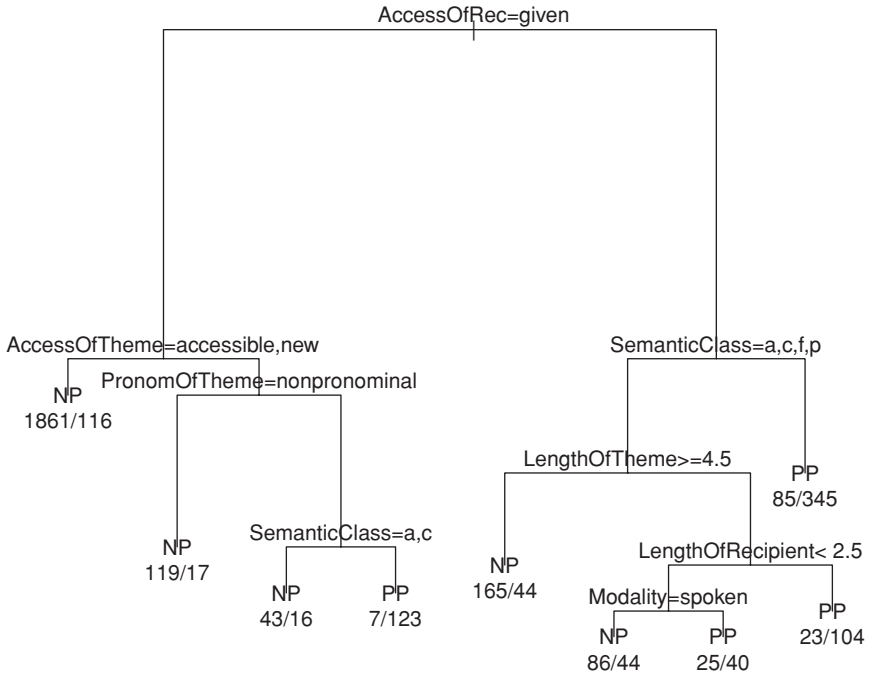 AccessOfRec=given
AccessOfTheme=accessible,new
SemanticClass=a,c,f,p
PronomOfTheme=nonpronominal
NP
1861/116
LengthOfTheme>=4.5
PP
85/345
SemanticClass=a,c
NP
119/17
LengthOfRecipient< 2.5
NP
165/44
NP
43/16
PP
7/123
Modality=spoken
PP
23/104
NP
86/44
PP
25/40